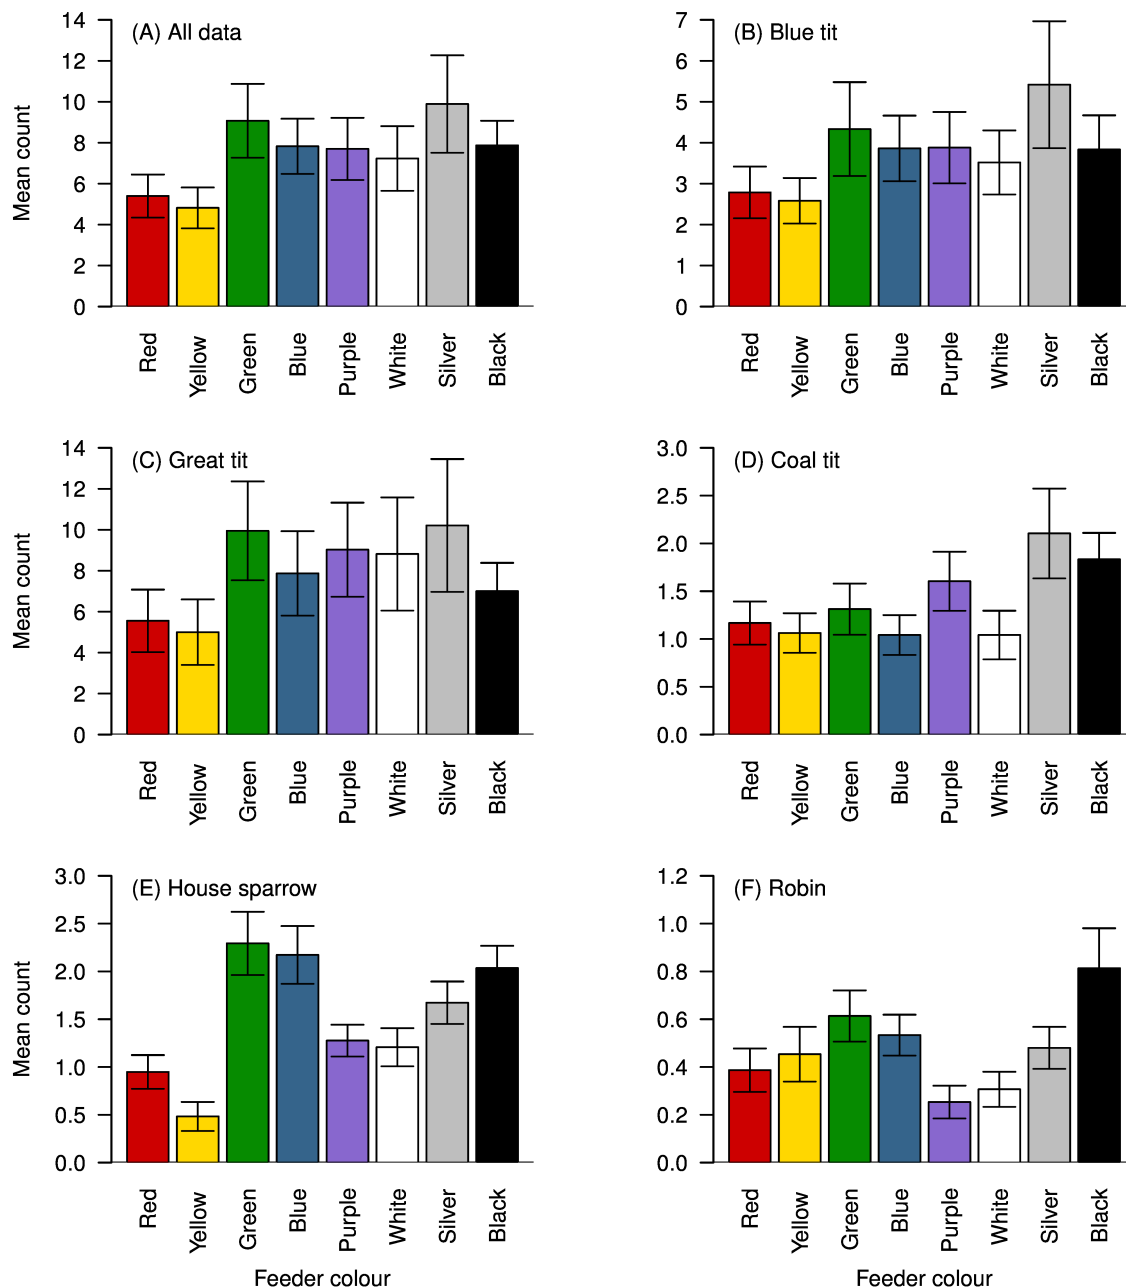 (A) All data
Mean count
14
12
10
8
6
4
2
0
Red
Yellow
Green
Blue
Purple
White
Silver
Black
(B) Blue tit
7
6
5
4
3
2
1
0
Red
Yellow
Green
Blue
Purple
White
Silver
Black
(C) Great tit
Mean count
14
12
10
8
6
4
2
0
Red
Yellow
Green
Blue
Purple
White
Silver
Black
(D) Coal tit
3.0
2.5
2.0
1.5
1.0
0.5
0.0
Red
Yellow
Green
Blue
Purple
White
Silver
Black
(E) House sparrow
Mean count
3.0
2.5
2.0
1.5
1.0
0.5
0.0
Red
Yellow
Green
Blue
Purple
White
Silver
Black
Feeder colour
(F) Robin
1.2
1.0
0.8
0.6
0.4
0.2
0.0
Red
Yellow
Green
Blue
Purple
White
Silver
Black
Feeder colour